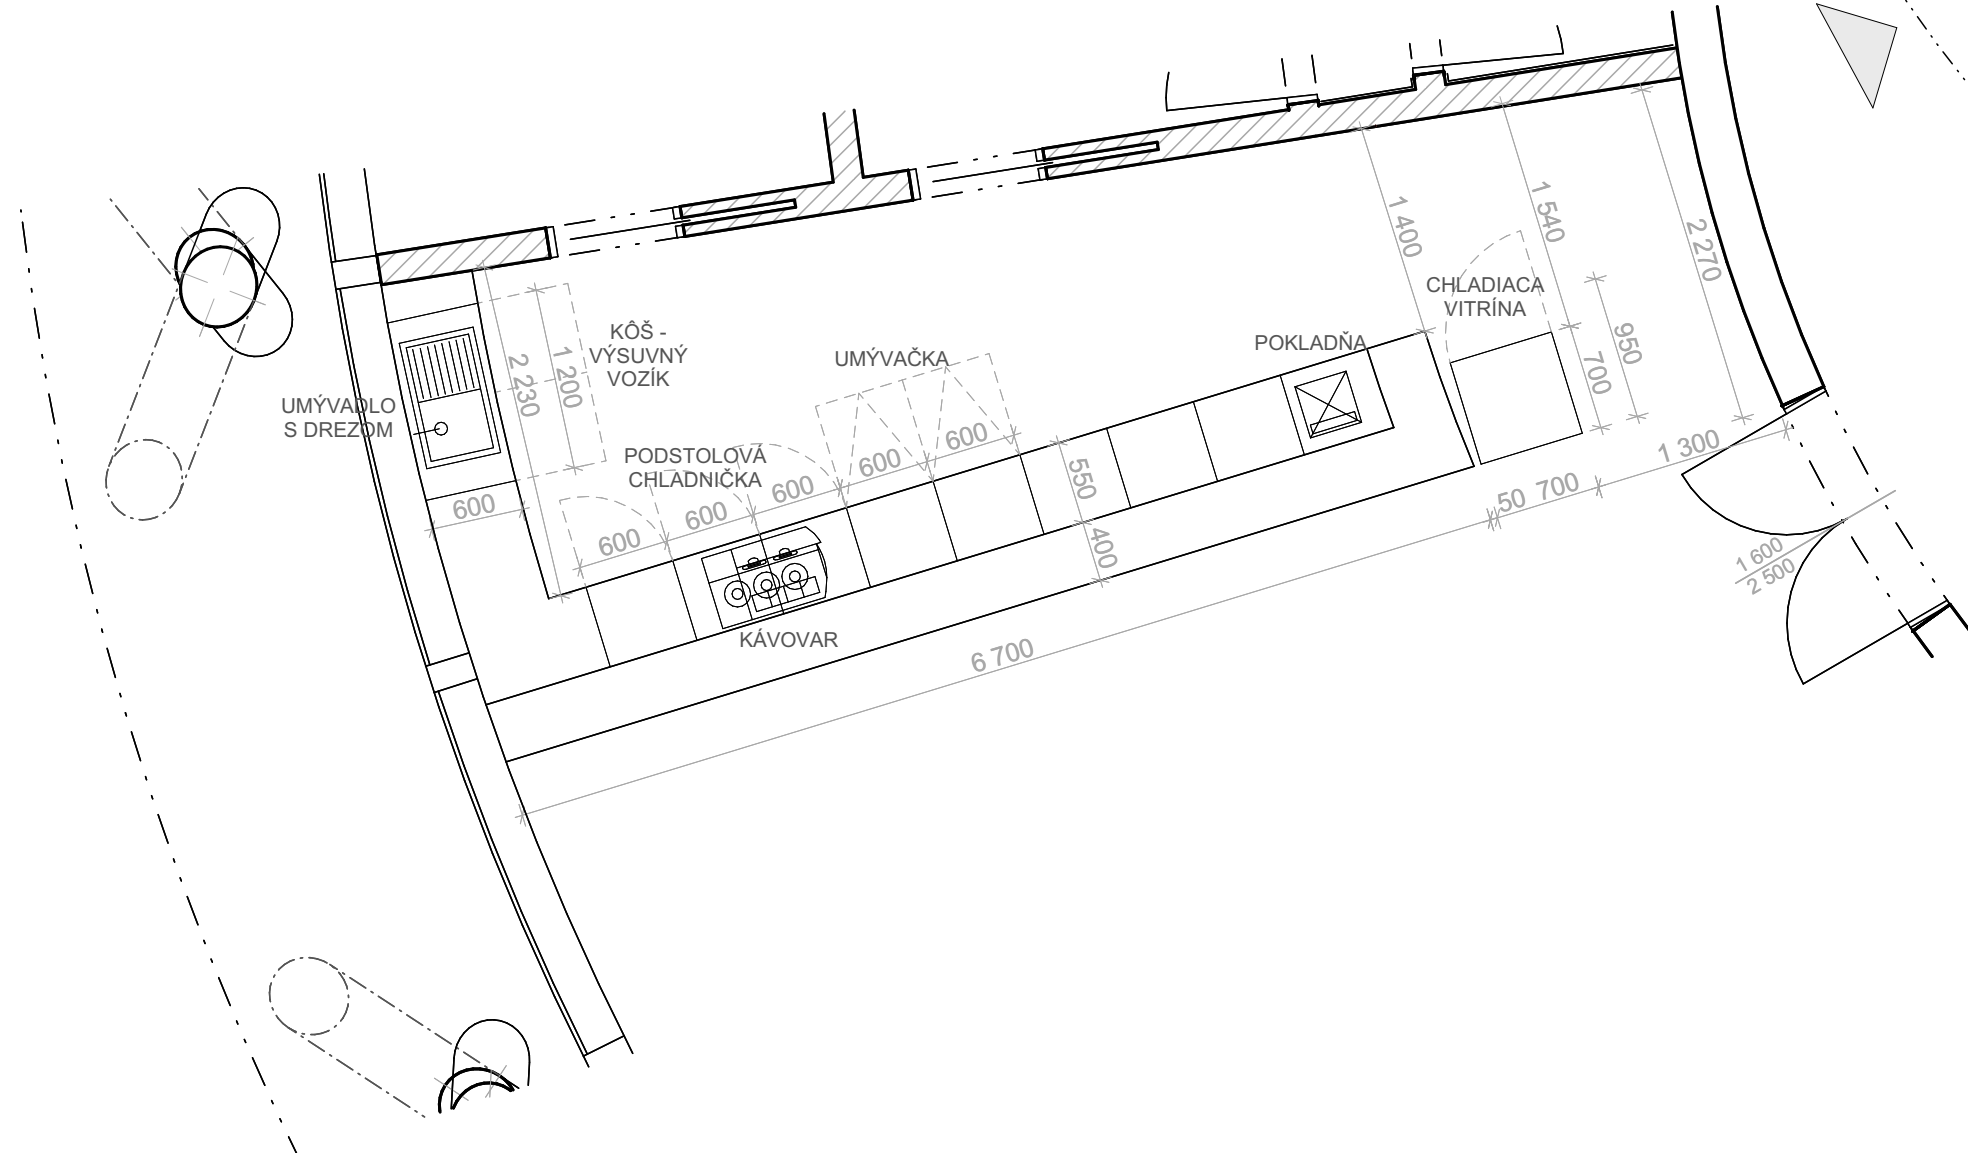 1 400
1 540
2 270
CHLADIACA
VITRÍNA
950
700
KÔŠ -
VÝSUVNÝ
VOZÍK
2 230
1 200
UMÝVAČKA
POKLADŇA
UMÝVADLO
S DREZOM
PODSTOLOVÁ
CHLADNIČKA
600
600
600
600
600
600
550
400
1 300
50
700
KÁVOVAR
6 700
1 600
2 500